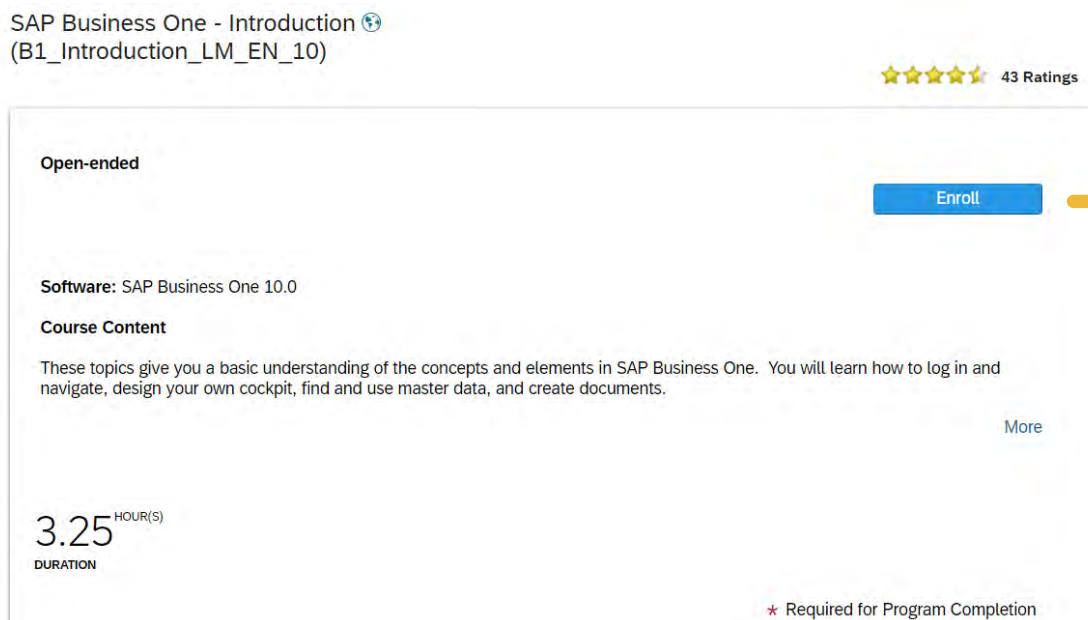 SAP Business One - Introduction
(B1_Introduction_LM_EN_10)
43 Ratings
Open-ended
Enroll
Software: SAP Business One 10.0
Course Content
These topics give you a basic understanding of the concepts and elements in SAP Business One. You will learn how to log in and
navigate, design your own cockpit, find and use master data, and create documents.
More
3.25 HOUR(S)
DURATION
* Required for Program Completion